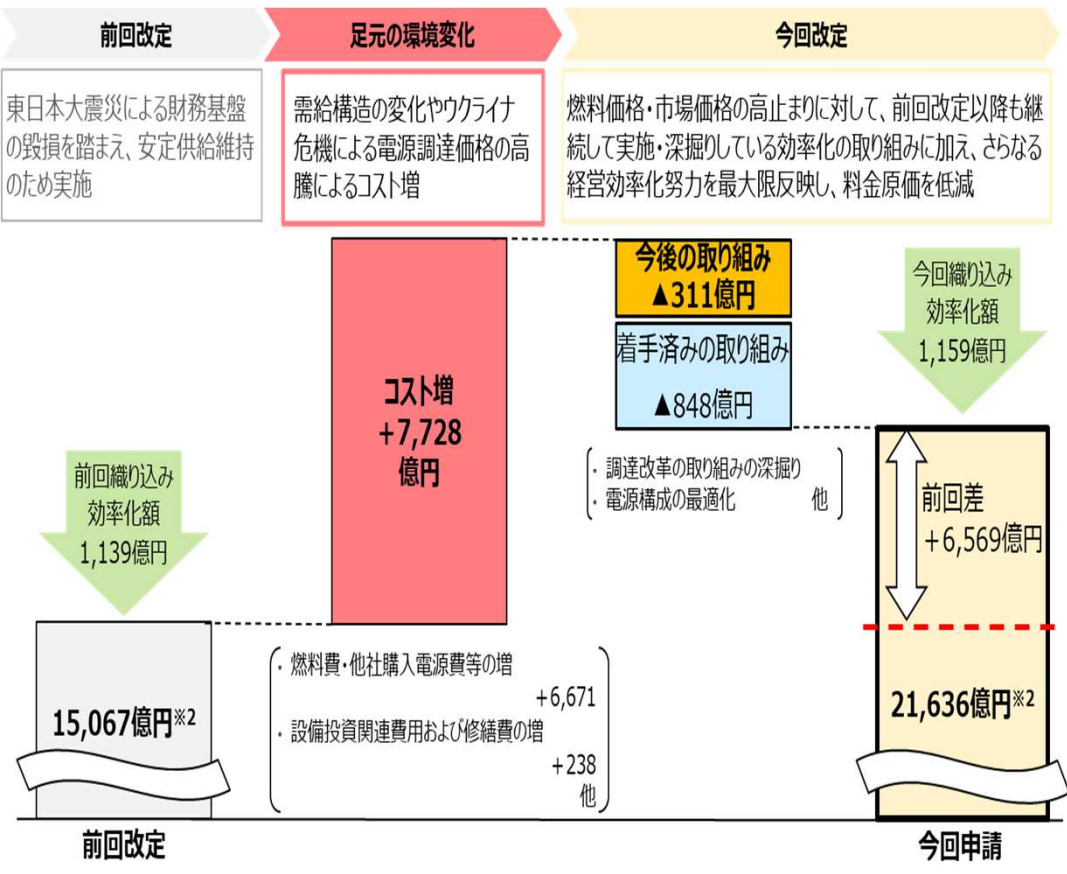 前回改定
足元の環境変化
今回改定
東日本大震災による財務基盤
の毀損を踏まえ、安定供給維持
のため実施
需給構造の変化やウクライナ
危機による電源調達価格の高
騰によるコスト増
燃料価格・市場価格の高止まりに対して、前回改定以降も継
続して実施・深掘りしている効率化の取り組みに加え、さらなる
経営効率化努力を最大限反映し、料金原価を低減
前回織り込み
効率化額
1,139億円
15,067億円※2
前回改定
コスト増
+7,728
億円
・燃料費・他社購入電源費等の増
+6,671
・設備投資関連費用および修繕費の増
+238
他
今後の取り組み
▲311億円
着手済みの取り組み
▲848億円
・調達改革の取り組みの深掘り
・電源構成の最適化 他
今回織り込み
効率化額
1,159億円
前回差
+6,569億円
21,636億円※2
今回申請